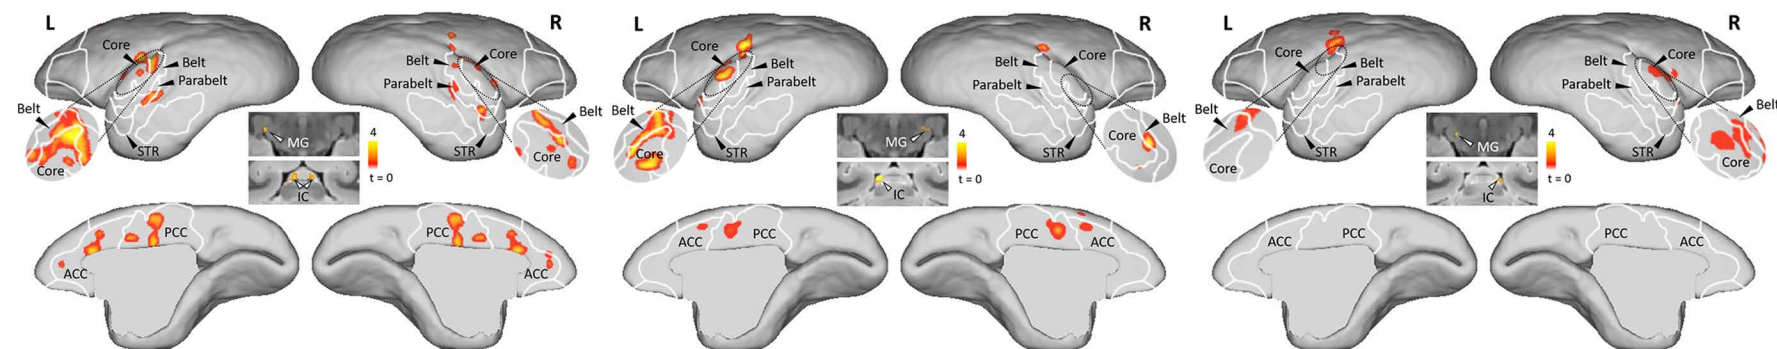 L
R
Core
Belt
Parabelt
Belt
Core
STR
MG
IC
4
t = 0
Belt
Core
Parabelt
STR
Belt
Core
PCC
ACC
PCC
ACC
L
R
Core
Belt
Parabelt
Belt
Core
STR
MG
IC
4
t = 0
Belt
Core
Parabelt
STR
Belt
Core
ACC
PCC
PCC
ACC
L
R
Core
Belt
Parabelt
Belt
Core
STR
MG
IC
4
t = 0
Belt
Core
Parabelt
STR
Belt
Core
ACC
PCC
PCC
ACC